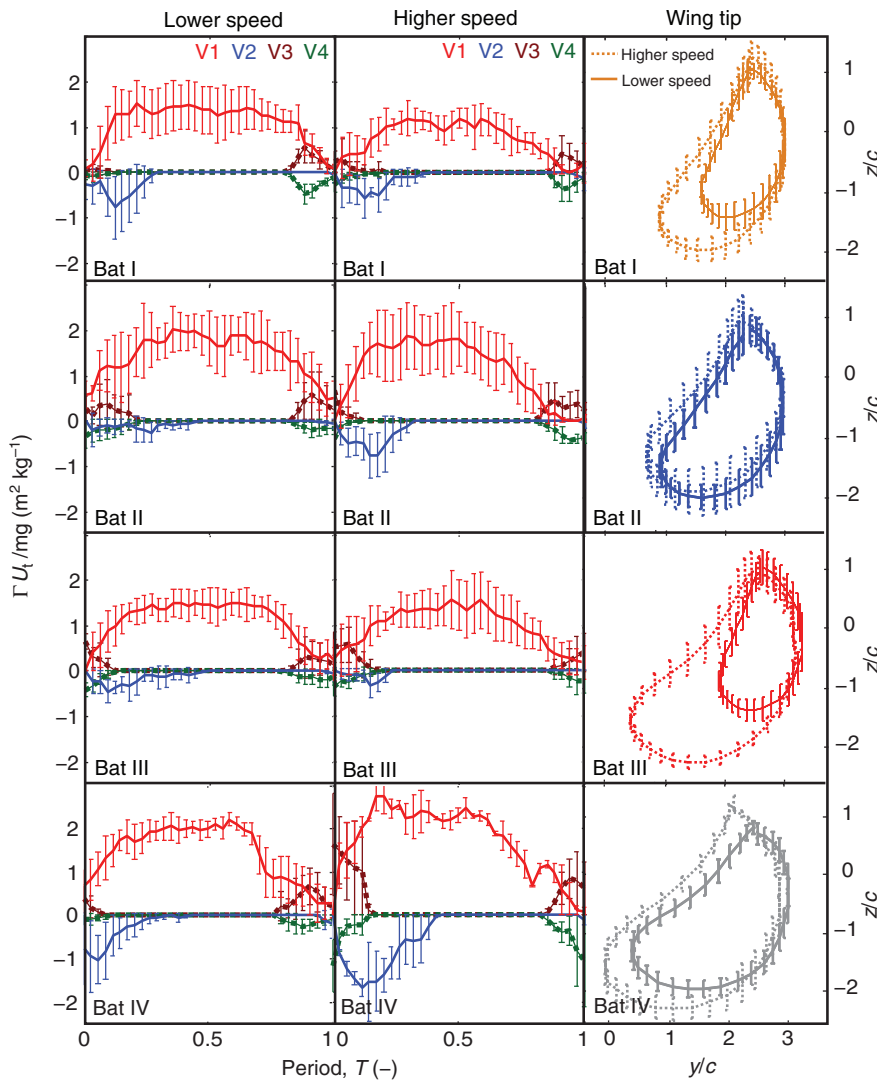 Lower speed Higher speed Wing tip
V1 V2 V3 V4 V1 V2 V3 V4
Higher speed
Lower speed
2 1 0 −1 −2
1 0 −1 −2
z/c
Bat I Bat I Bat I
2 1 0 −1 −2
1 0 −1 −2
z/c
Bat II Bat II Bat II
Γ Uₜ/mg (m² kg⁻¹)
2 1 0 −1 −2
1 0 −1 −2
z/c
Bat III Bat III Bat III
2 1 0 −1 −2
1 0 −1 −2
z/c
Bat IV Bat IV Bat IV
0 0.5 1 0 0.5 1 0 1 2 3
Period, T (–) y/c